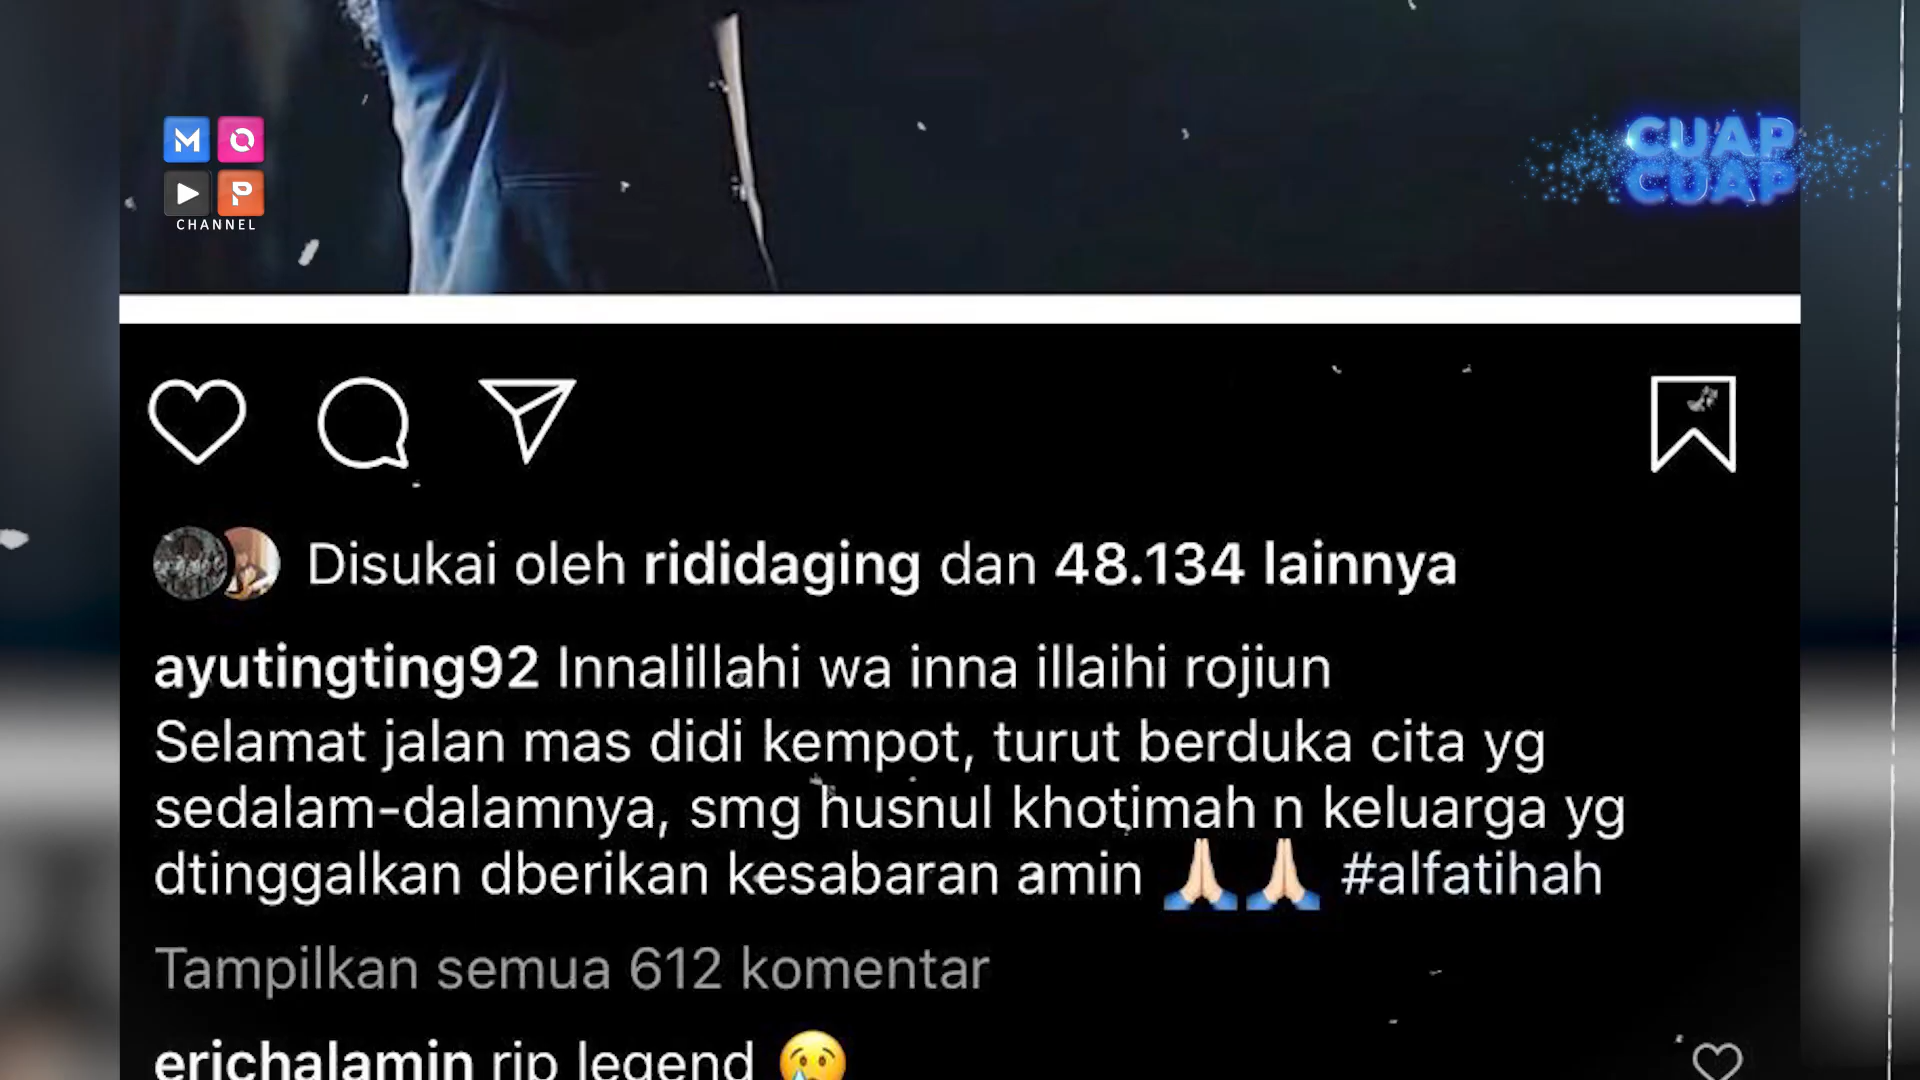 M O
P
CHANNEL
CUAP
CUAP
Disukai oleh rididaging dan 48.134 lainnya
ayutingting92 Innalillahi wa inna illaihi rojiun
Selamat jalan mas didi kempot, turut berduka cita yg
sedalam-dalamnya, smg husnul khotimah n keluarga yg
dtinggalkan dberikan kesabaran amin 🙏🏻🙏🏻 #alfatihah
Tampilkan semua 612 komentar
erichalamin rip legend 😢